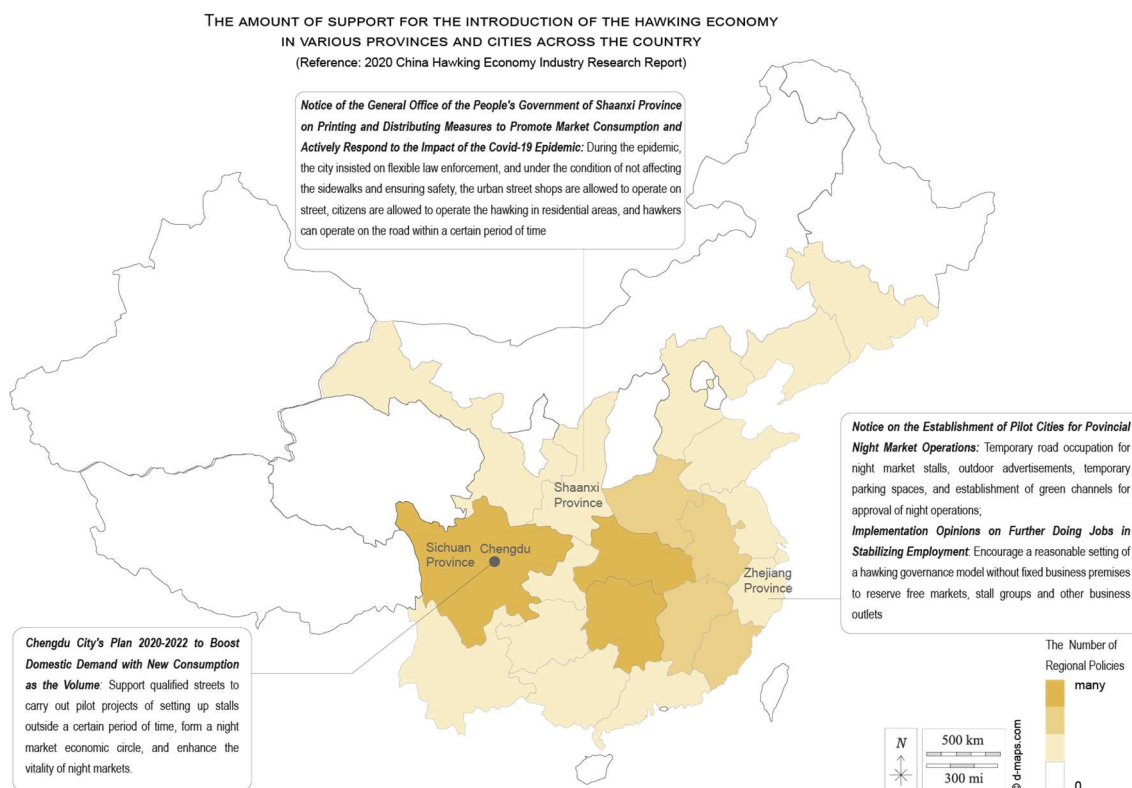 THE AMOUNT OF SUPPORT FOR THE INTRODUCTION OF THE HAWKING ECONOMY
IN VARIOUS PROVINCES AND CITIES ACROSS THE COUNTRY
(Reference: 2020 China Hawking Economy Industry Research Report)
Notice of the General Office of the People's Government of Shaanxi Province
on Printing and Distributing Measures to Promote Market Consumption and
Actively Respond to the Impact of the Covid-19 Epidemic: During the epidemic,
the city insisted on flexible law enforcement, and under the condition of not affecting
the sidewalks and ensuring safety, the urban street shops are allowed to operate on
street, citizens are allowed to operate the hawking in residential areas, and hawkers
can operate on the road within a certain period of time
Notice on the Establishment of Pilot Cities for Povincial
Night Market Operations: Temporary road occupation for
night market stalls, outdoor advertisements, temporary
parking spaces, and establishment of green channels for
approval of night operations;
Implementation Opinions on Further Doing Jobs in
Stabilizing Employment: Encourage a reasonable setting of
a hawking governance model without fixed business premises
to reserve free markets, stall groups and other business
outlets
Shaanxi
Province
Sichuan
Province
Chengdu
Zhejiang
Province
Chengdu City's Plan 2020-2022 to Boost
Domestic Demand with New Consumption
as the Volume: Support qualified streets to
carry out pilot projects of setting up stalls
outside a certain period of time, form a night
market economic circle, and enhance the
vitality of night markets.
The Number of
Regional Policies
many
0
N
500 km
300 mi
© d-maps.com